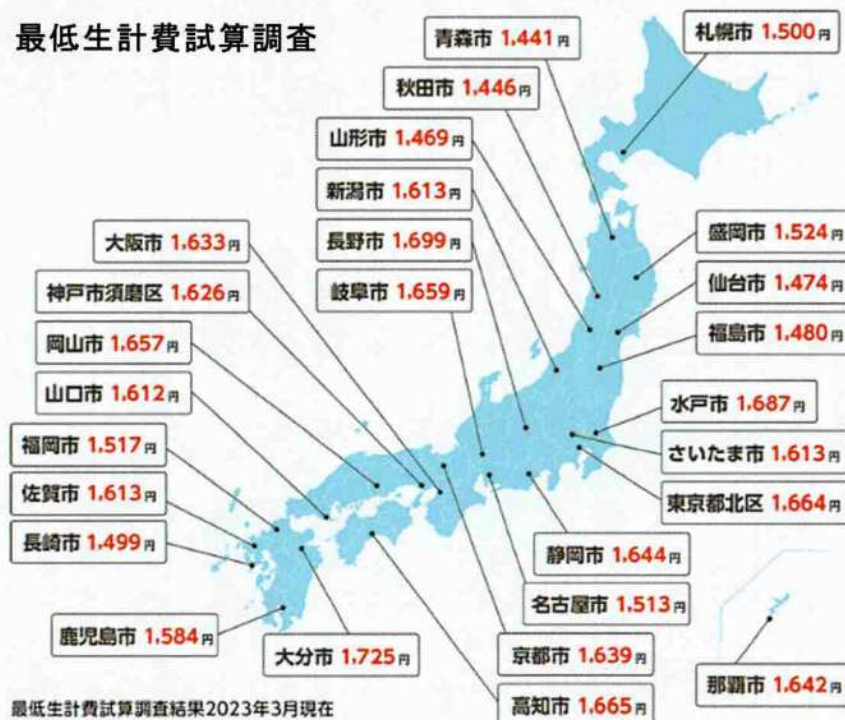 最低生計費試算調査
青森市 1,441円
札幌市 1,500円
秋田市 1,446円
山形市 1,469円
新潟市 1,613円
大阪市 1,633円
長野市 1,699円
盛岡市 1,524円
神戸市須磨区 1,626円
岐阜市 1,659円
仙台市 1,474円
岡山市 1,657円
福島市 1,480円
山口市 1,612円
水戸市 1,687円
福岡市 1,517円
さいたま市 1,613円
佐賀市 1,613円
東京都北区 1,664円
長崎市 1,499円
静岡市 1,644円
名古屋市 1,513円
鹿児島市 1,584円
大分市 1,725円
京都市 1,639円
那覇市 1,642円
高知市 1,665円
最低生計費試算調査結果2023年3月現在